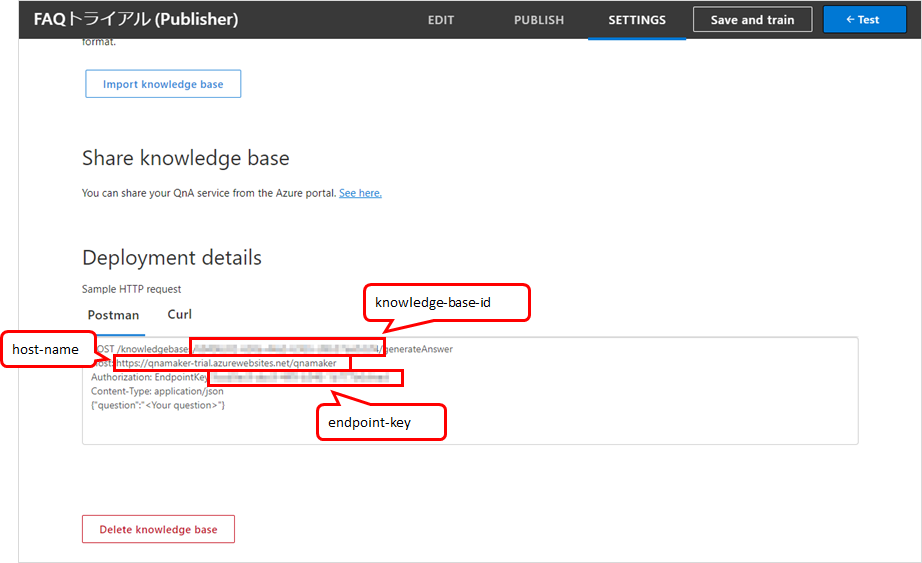 FAQトライアル (Publisher) EDIT PUBLISH SETTINGS Save and train ← Test
format.
Import knowledge base
Share knowledge base
You can share your QnA service from the Azure portal. See here.
Deployment details
Sample HTTP request
knowledge-base-id
Postman Curl
host-name
POST /knowledgebases /generateAnswer
Host: https://qnamaker-trial.azurewebsites.net/qnamaker
Authorization: EndpointKey
Content-Type: application/json
{"question":"<Your question>"}
endpoint-key
Delete knowledge base